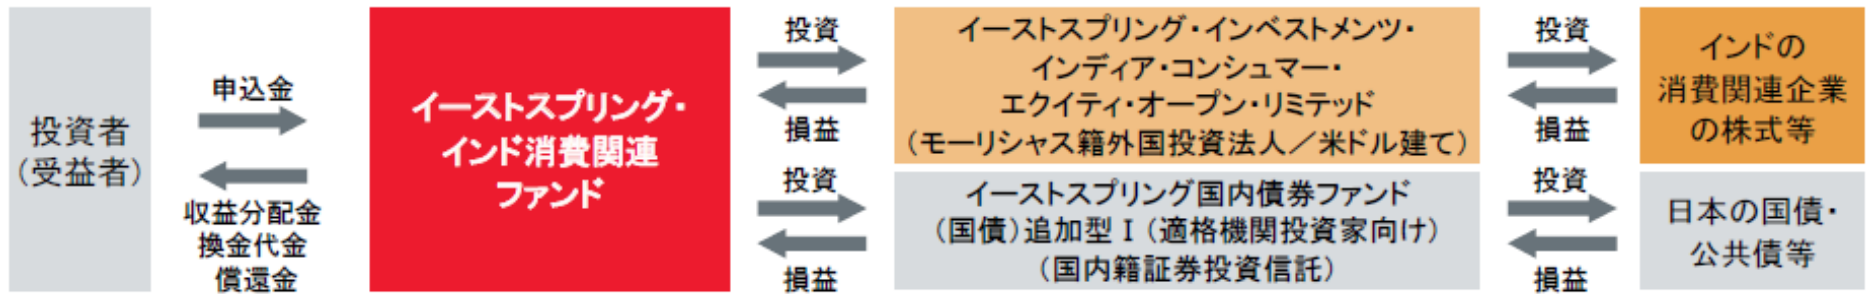 投資者
(受益者)
申込金
収益分配金
換金代金
償還金
イーストスプリング・
インド消費関連
ファンド
投資
損益
投資
損益
イーストスプリング・インベストメンツ・
インディア・コンシュマー・
エクイティ・オープン・リミテッド
(モーリシャス籍外国投資法人/米ドル建て)
イーストスプリング国内債券ファンド
(国債)追加型Ⅰ(適格機関投資家向け)
(国内籍証券投資信託)
投資
損益
投資
損益
インドの
消費関連企業
の株式等
日本の国債・
公共債等